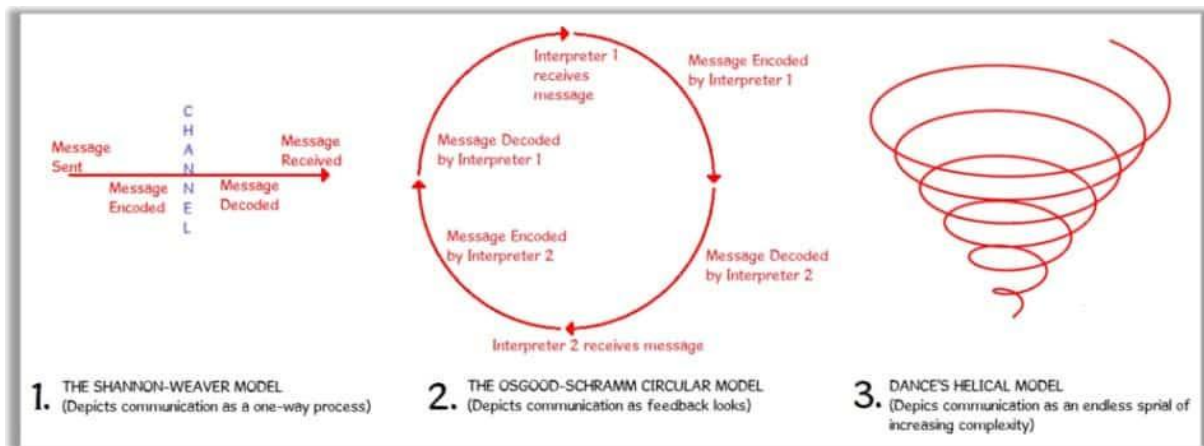 Message
Sent
Message
Encoded
CHANNEL
Message
Decoded
Message
Received
Interpreter 1
receives
message
Message Encoded
by Interpreter 1
Message Decoded
by Interpreter 2
Interpreter 2 receives message
Message Encoded
by Interpreter 2
Message Decoded
by Interpreter 1
1. THE SHANNON-WEAVER MODEL
(Depicts communication as a one-way process)
2. THE OSGOOD-SCHRAMM CIRCULAR MODEL
(Depicts communication as feedback looks)
3. DANCE'S HELICAL MODEL
(Depics communication as an endless sprial of
increasing complexity)